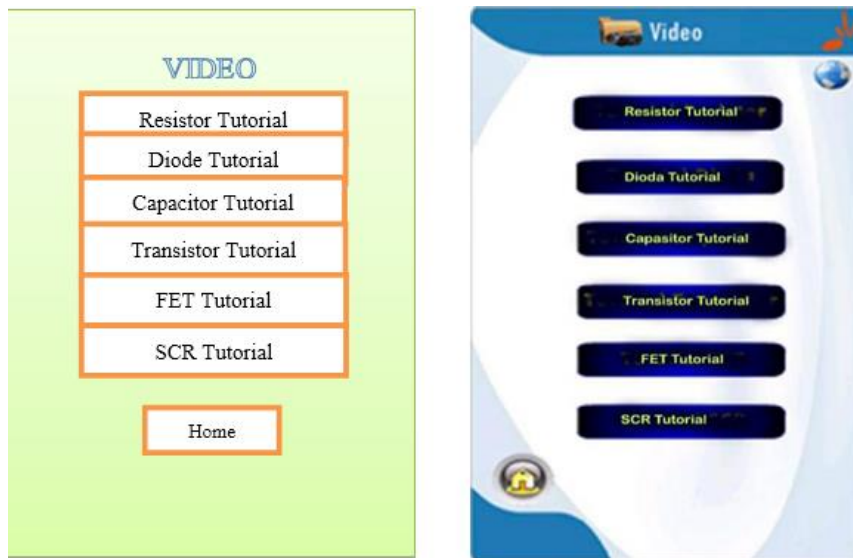 VIDEO
Resistor Tutorial
Diode Tutorial
Capacitor Tutorial
Transistor Tutorial
FET Tutorial
SCR Tutorial
Home
Video
Resistor Tutorial
Dioda Tutorial
Capasitor Tutorial
Transistor Tutorial
FET Tutorial
SCR Tutorial